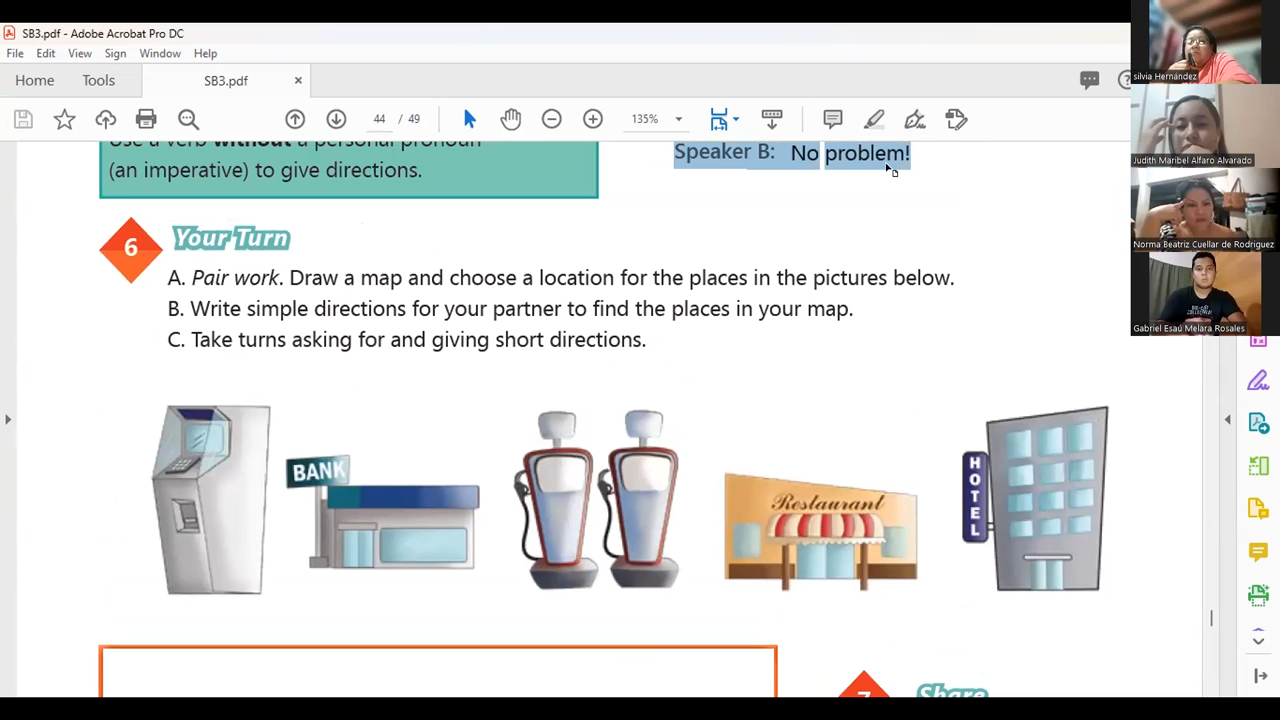 SB3.pdf - Adobe Acrobat Pro DC
File Edit View Sign Window Help
Home Tools SB3.pdf ×
44 / 49 135%
(an imperative) to give directions.
Speaker B: No problem!
6 Your Turn
A. Pair work. Draw a map and choose a location for the places in the pictures below.
B. Write simple directions for your partner to find the places in your map.
C. Take turns asking for and giving short directions.
BANK
Restaurant
HOTEL
7 Share
silvia Hernández
Judith Maribel Alfaro Alvarado
Norma Beatriz Cuellar de Rodriguez
Gabriel Esaú Melara Rosales